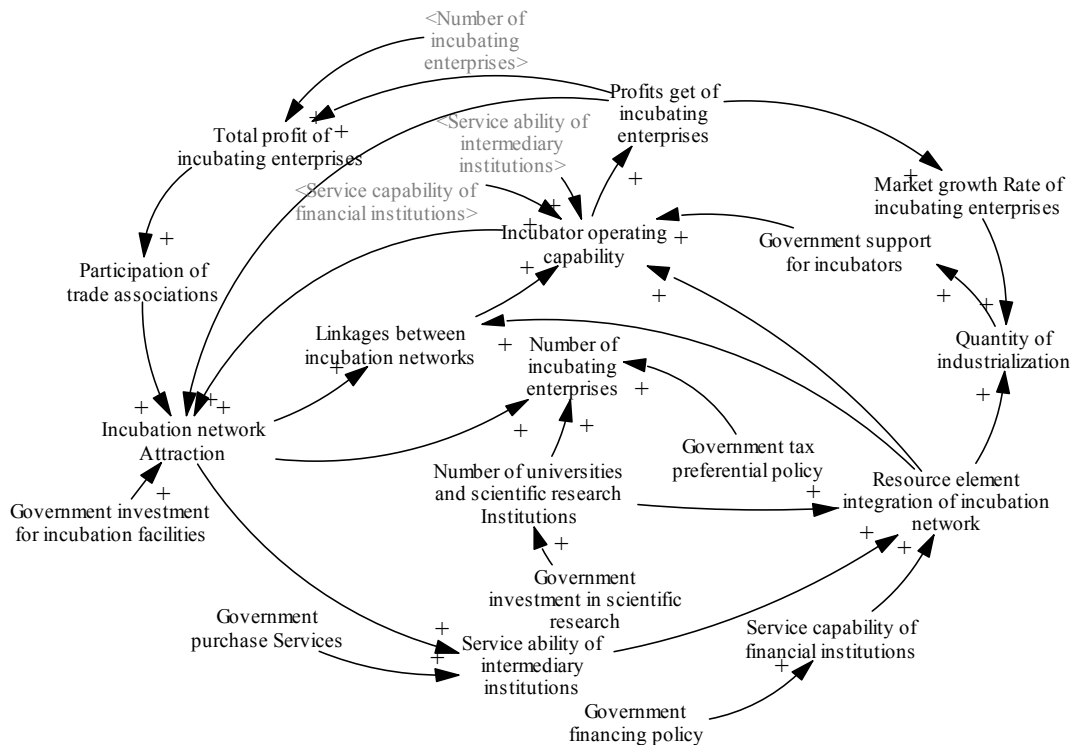 <Number of
incubating
enterprises>
Profits get of
incubating
enterprises
+
+
Total profit of
incubating enterprises
<Service ability of
intermediary
institutions>
+
+
Market growth Rate of
incubating enterprises
<Service capability of
financial institutions>
+
+
+
Incubator operating
capability
+
Government support
for incubators
+
Participation of
trade associations
+
+
+
+
Linkages between
incubation networks
+
Number of
incubating
enterprises
Quantity of
industrialization
+
+
+
+
+
+
Incubation network
Attraction
+
+
Government tax
preferential policy
Number of universities
and scientific research
Institutions
Resource element
integration of incubation
network
+
+
Government investment
for incubation facilities
+
+
+
Government
investment in scientific
research
Government
purchase Services
+
+
Service ability of
intermediary
institutions
Service capability of
financial institutions
+
Government
financing policy